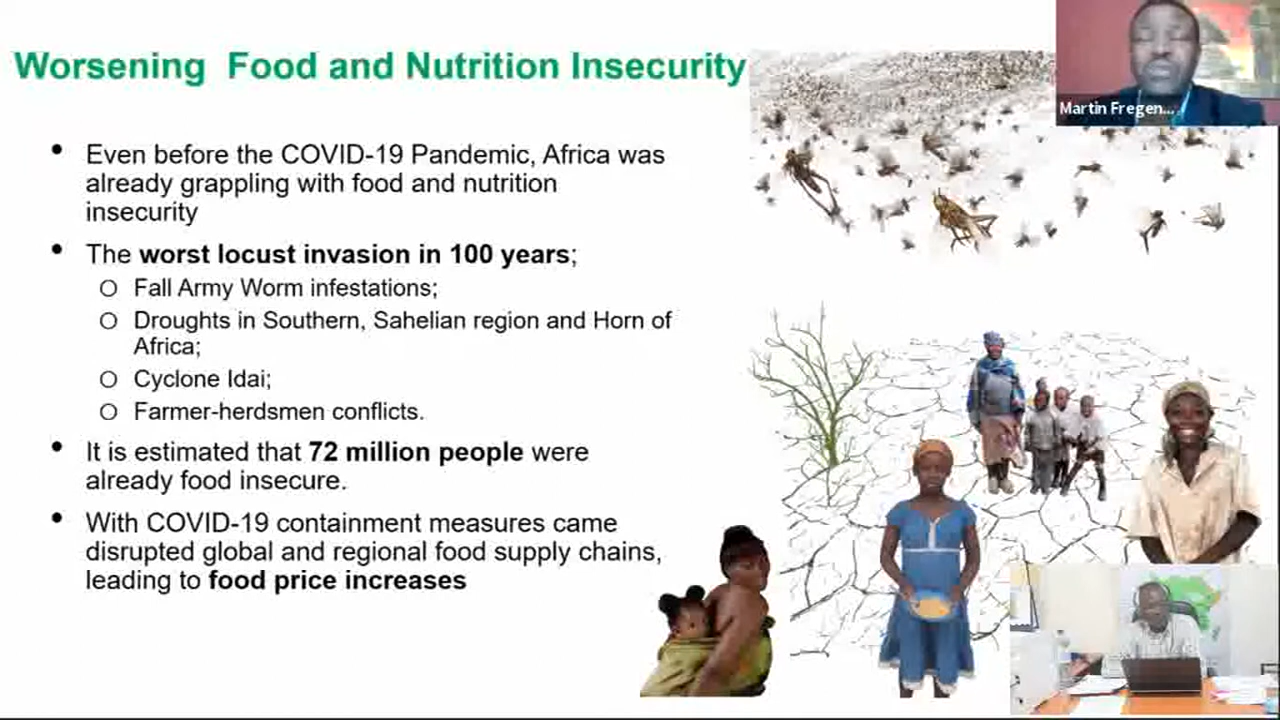 Worsening Food and Nutrition Insecurity
Martin Fregen...
• Even before the COVID-19 Pandemic, Africa was
already grappling with food and nutrition
insecurity
• The worst locust invasion in 100 years;
O Fall Army Worm infestations;
O Droughts in Southern, Sahelian region and Horn of
Africa;
O Cyclone Idai;
O Farmer-herdsmen conflicts.
• It is estimated that 72 million people were
already food insecure.
• With COVID-19 containment measures came
disrupted global and regional food supply chains,
leading to food price increases